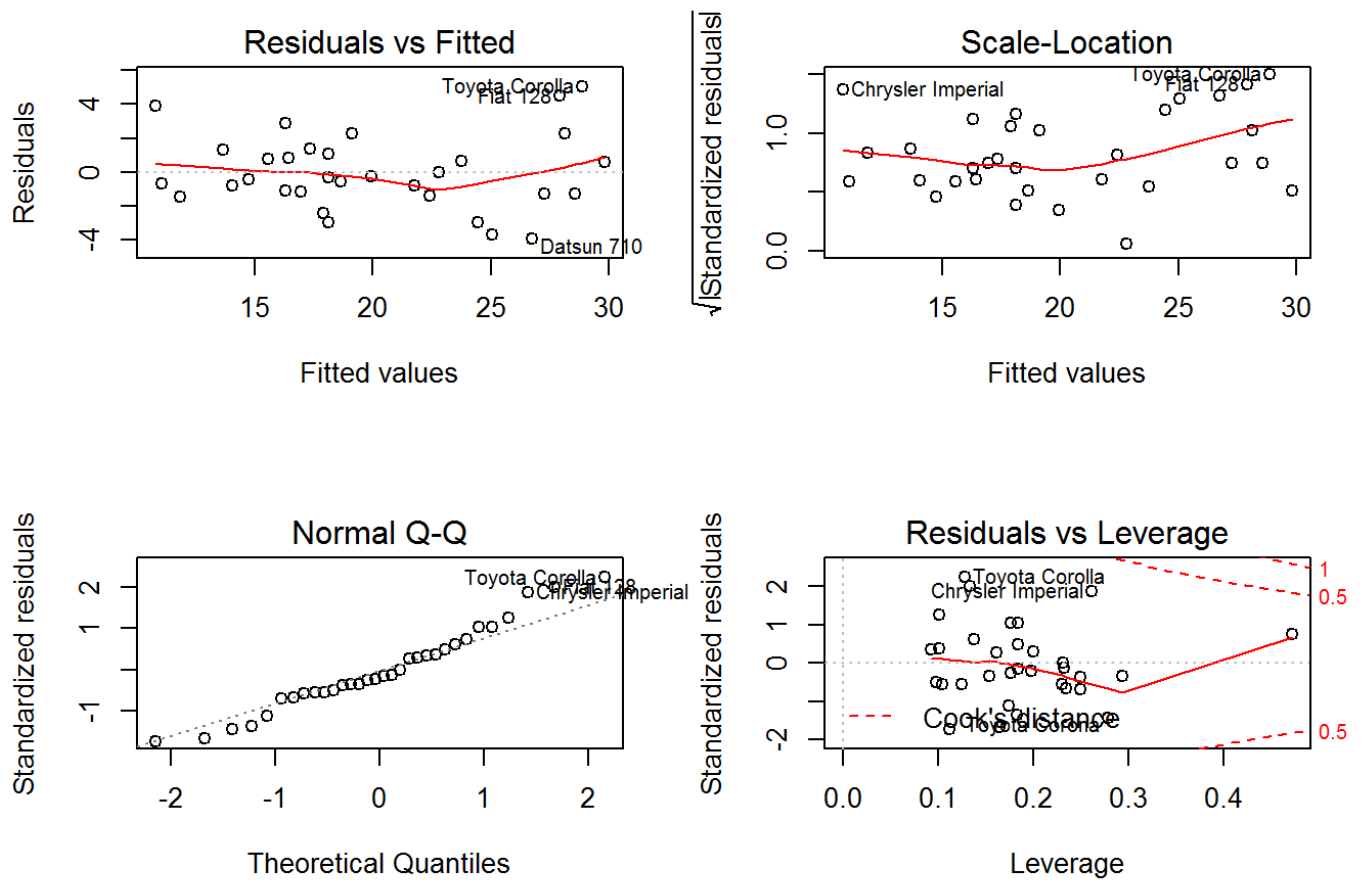 Residuals vs Fitted
Residuals
4
0
-4
Toyota Corolla
Fiat 128
Datsun 710
15 20 25 30
Fitted values
Scale-Location
√|Standardized residuals|
1.0
0.0
Chrysler Imperial
Toyota Corolla
Fiat 128
15 20 25 30
Fitted values
Normal Q-Q
Standardized residuals
2
1
-1
Toyota Corolla
Fiat 128
Chrysler Imperial
-2 -1 0 1 2
Theoretical Quantiles
Residuals vs Leverage
Standardized residuals
2
1
0
-2
Toyota Corolla
Chrysler Imperial
Cook's distance
Toyota Corona
1
0.5
0.5
0.0 0.1 0.2 0.3 0.4
Leverage